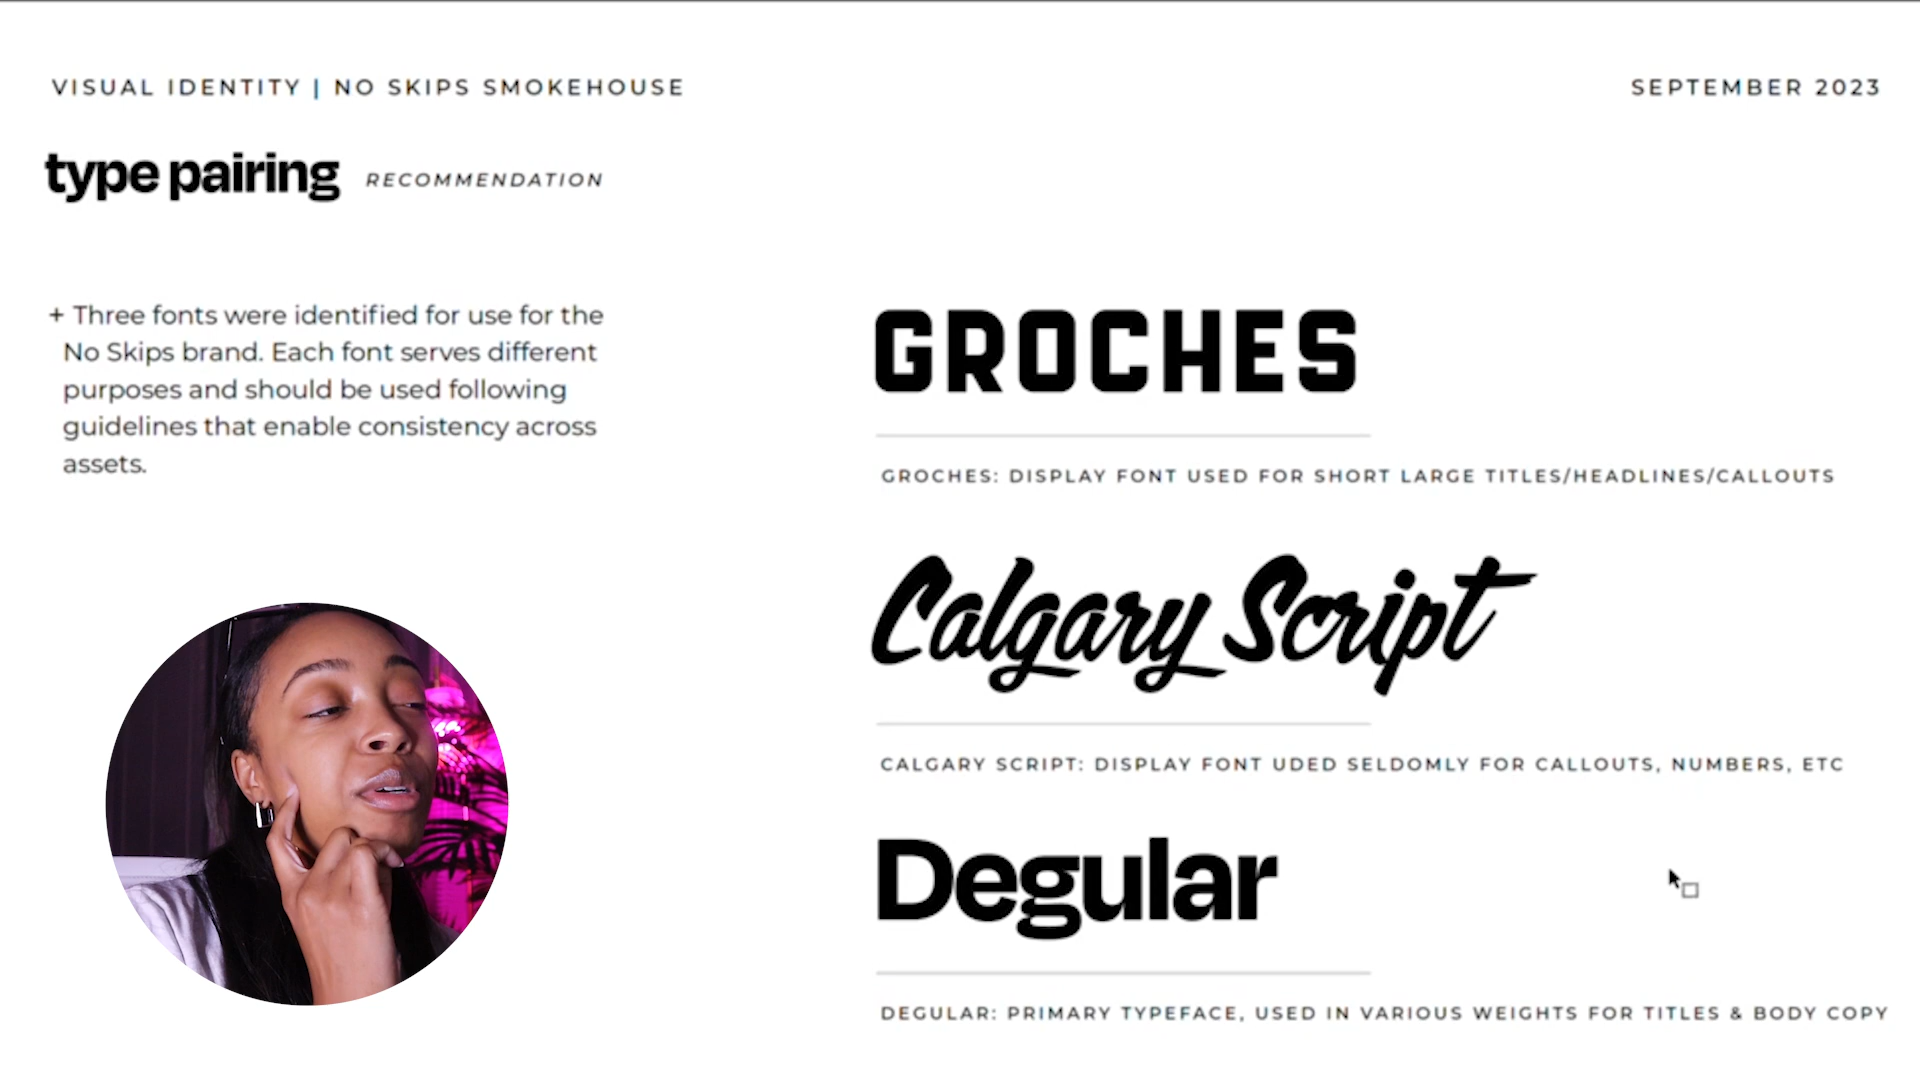 VISUAL IDENTITY | NO SKIPS SMOKEHOUSE
SEPTEMBER 2023
type pairing RECOMMENDATION
+ Three fonts were identified for use for the
No Skips brand. Each font serves different
purposes and should be used following
guidelines that enable consistency across
assets.
GROCHES
GROCHES: DISPLAY FONT USED FOR SHORT LARGE TITLES/HEADLINES/CALLOUTS
Calgary Script
CALGARY SCRIPT: DISPLAY FONT UDED SELDOMLY FOR CALLOUTS, NUMBERS, ETC
Degular
DEGULAR: PRIMARY TYPEFACE, USED IN VARIOUS WEIGHTS FOR TITLES & BODY COPY